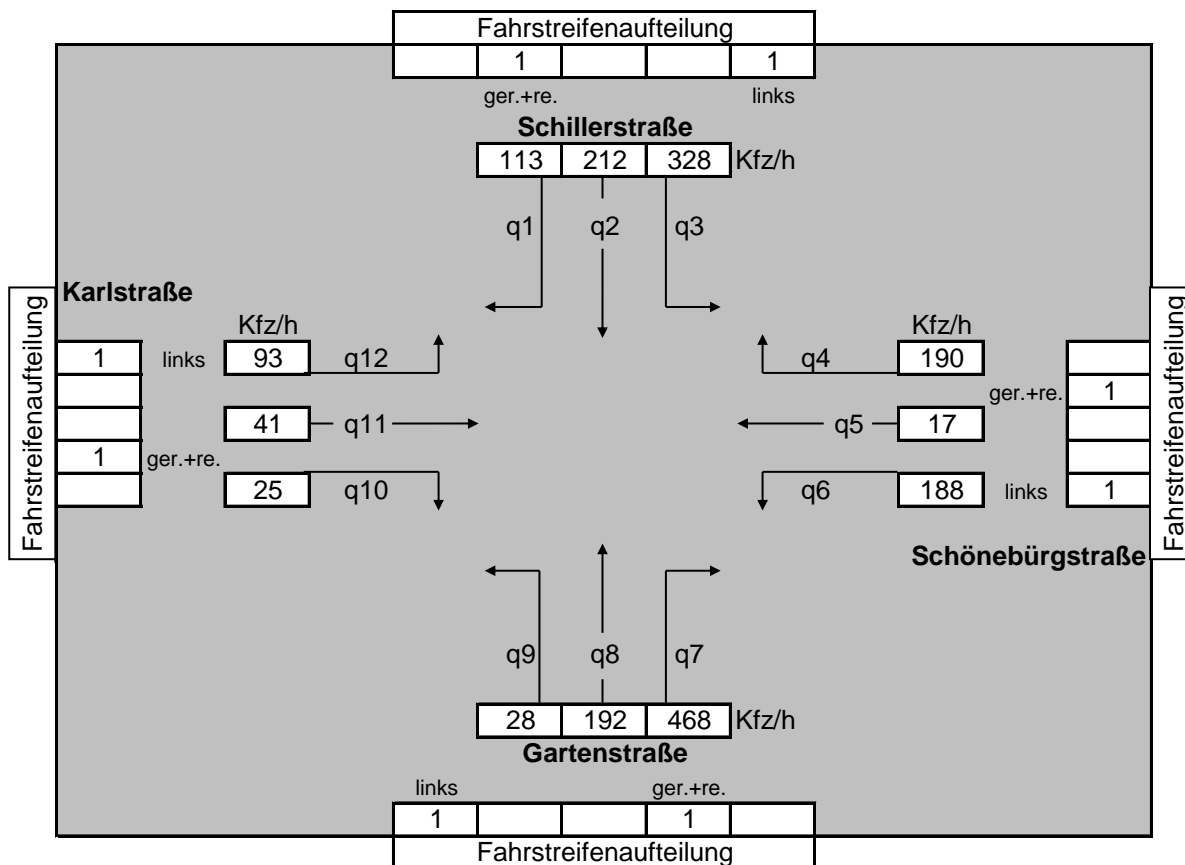 Fahrstreifenaufteilung
1 1
ger.+re. links
Schillerstraße
113 212 328 Kfz/h
q1 q2 q3
Karlstraße
Fahrstreifenaufteilung
Kfz/h
1 links 93 q12
41 q11
1 ger.+re.
25 q10
Kfz/h
q4 190
ger.+re. 1
q5 17
q6 188 links 1
Schönebürgstraße
Fahrstreifenaufteilung
q9 q8 q7
28 192 468 Kfz/h
Gartenstraße
links ger.+re.
1 1
Fahrstreifenaufteilung